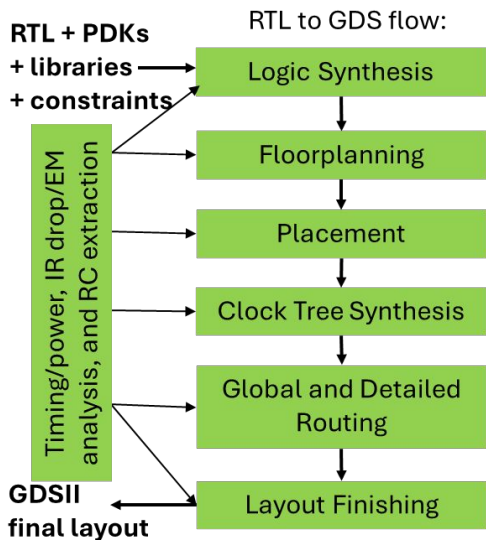 RTL to GDS flow:
RTL + PDKs
+ libraries
+ constraints
Logic Synthesis
Floorplanning
Placement
Clock Tree Synthesis
Global and Detailed
Routing
Layout Finishing
Timing/power, IR drop/EM
analysis, and RC extraction
GDSII
final layout